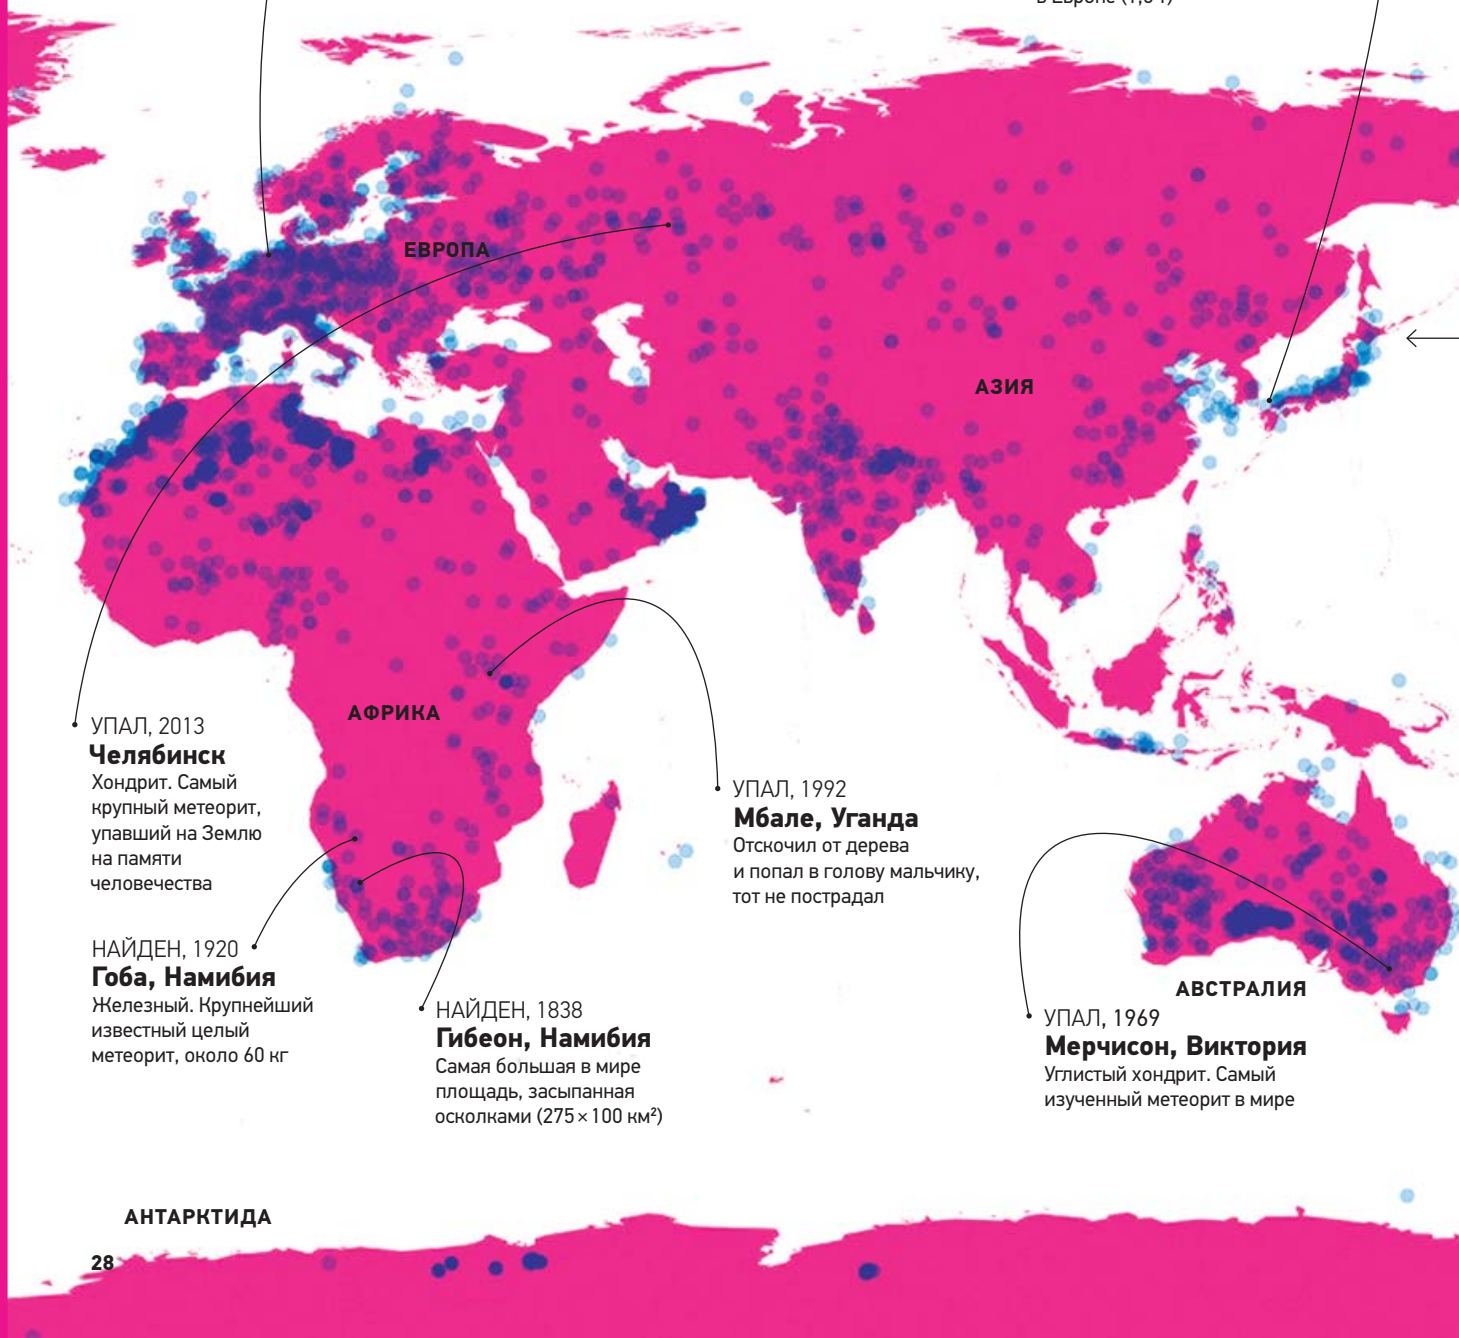 ЕВРОПА
АЗИЯ
АФРИКА
УПАЛ, 2013
Челябинск
Хондрит. Самый
крупный метеорит,
упавший на Землю
на памяти
человечества
УПАЛ, 1992
Мбале, Уганда
Отскочил от дерева
и попал в голову мальчику,
тот не пострадал
НАЙДЕН, 1920
Гоба, Намибия
Железный. Крупнейший
известный целый
метеорит, около 60 кг
НАЙДЕН, 1838
Гибеон, Намибия
Самая большая в мире
площадь, засыпанная
осколками (275 × 100 км²)
АВСТРАЛИЯ
УПАЛ, 1969
Мерчисон, Виктория
Углистый хондрит. Самый
изученный метеорит в мире
АНТАРКТИДА
28